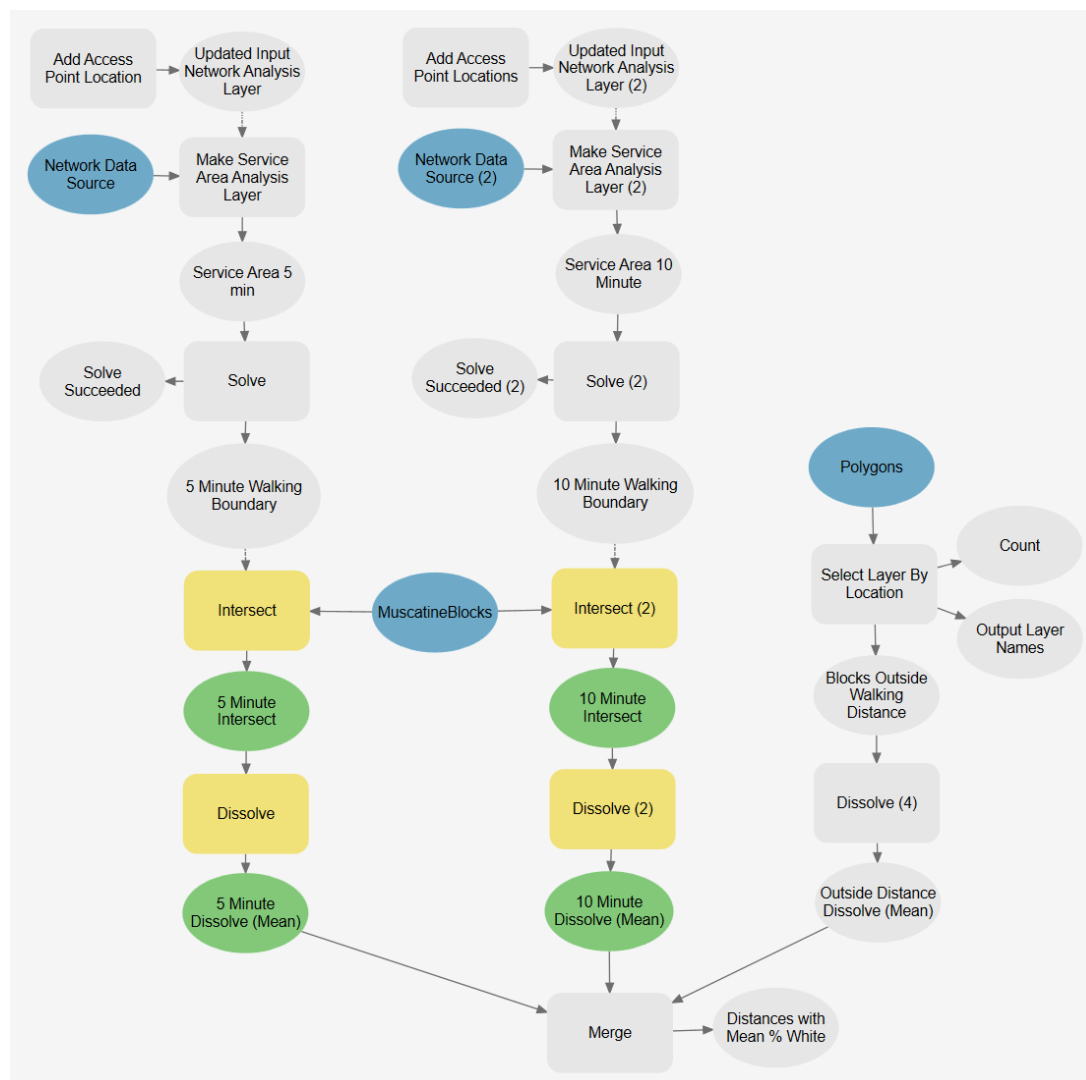 Add Access
Point Location
Updated Input
Network Analysis
Layer
Add Access
Point Locations
Updated Input
Network Analysis
Layer (2)
Network Data
Source
Make Service
Area Analysis
Layer
Network Data
Source (2)
Make Service
Area Analysis
Layer (2)
Service Area 5
min
Service Area 10
Minute
Solve
Succeeded
Solve
Solve
Succeeded (2)
Solve (2)
5 Minute Walking
Boundary
10 Minute Walking
Boundary
Polygons
Select Layer By
Location
Count
Output Layer
Names
Intersect
MuscatineBlocks
Intersect (2)
5 Minute
Intersect
10 Minute
Intersect
Blocks Outside
Walking
Distance
Dissolve
Dissolve (2)
Dissolve (4)
5 Minute
Dissolve (Mean)
10 Minute
Dissolve (Mean)
Outside Distance
Dissolve (Mean)
Merge
Distances with
Mean % White